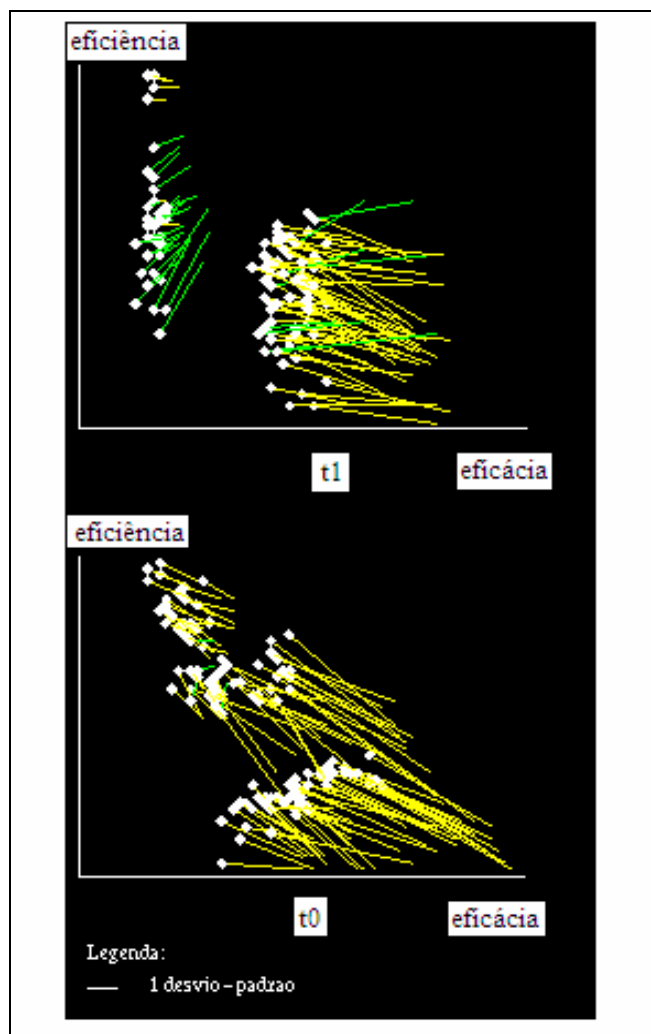 eficiência
t1
eficácia
eficiência
t0
eficácia
Legenda:
1 desvio-padrao